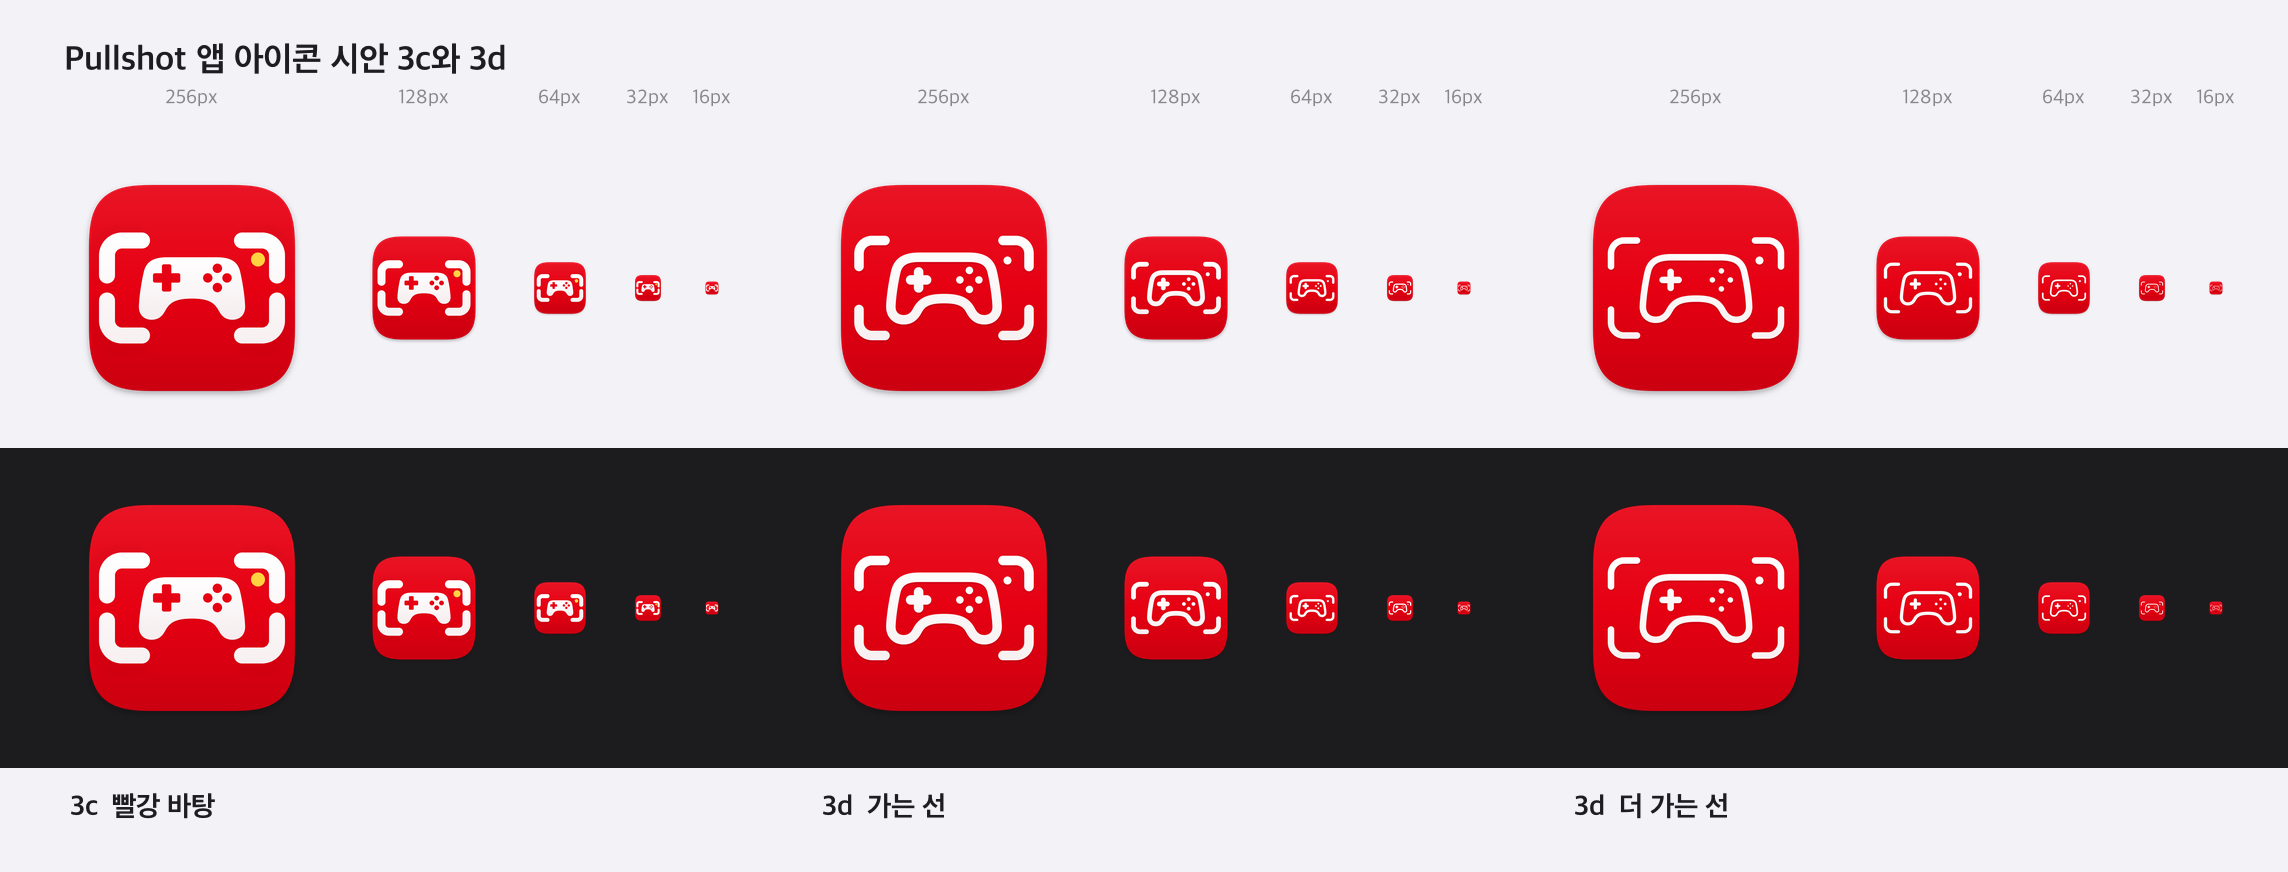 Pullshot 앱 아이콘 시안 3c와 3d
256px 128px 64px 32px 16px 256px 128px 64px 32px 16px 256px 128px 64px 32px 16px
3c 빨강 바탕 3d 가는 선 3d 더 가는 선